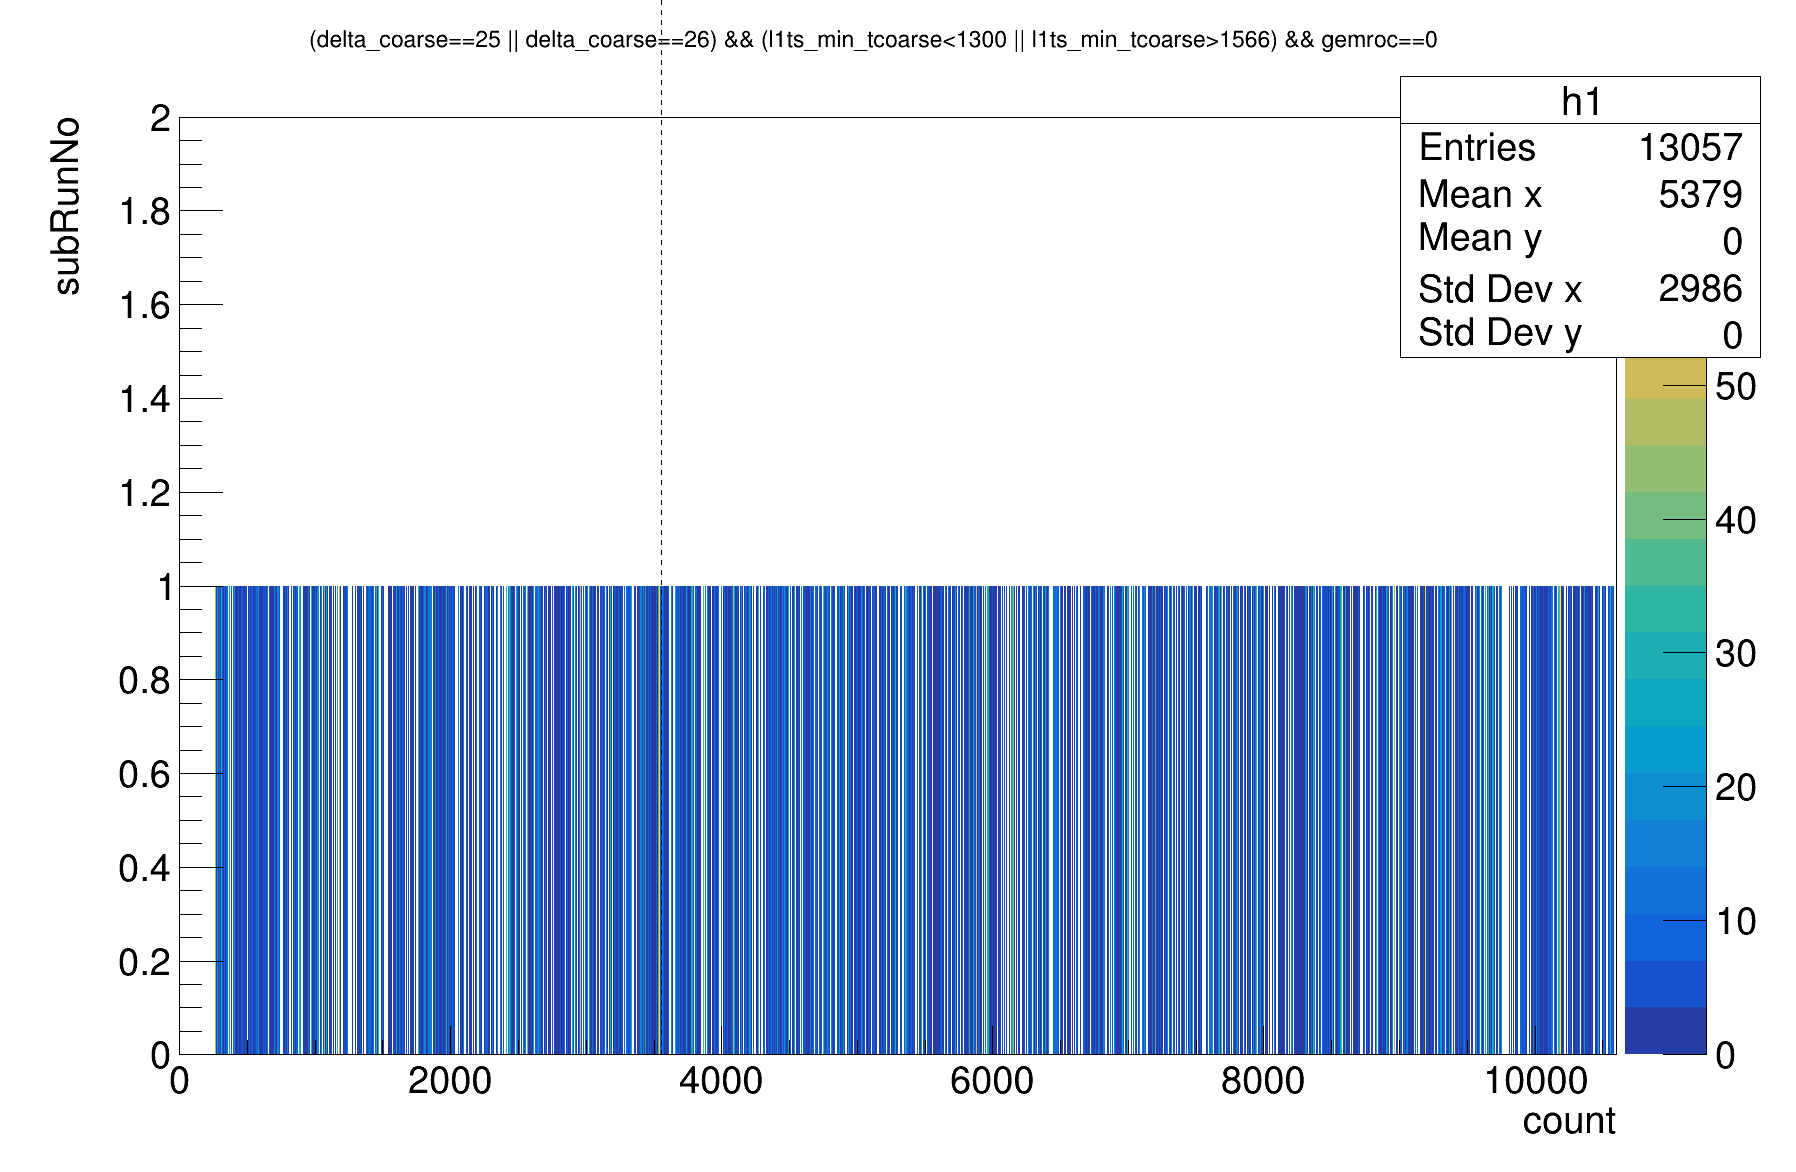 (delta_coarse==25 || delta_coarse==26) && (l1ts_min_tcoarse<1300 || l1ts_min_tcoarse>1566) && gemroc==0
h1
Entries 13057
Mean x 5379
Mean y 0
Std Dev x 2986
Std Dev y 0
subRunNo
2
1.8
1.6
1.4
1.2
1
0.8
0.6
0.4
0.2
0
50
40
30
20
10
0
0 2000 4000 6000 8000 10000
count